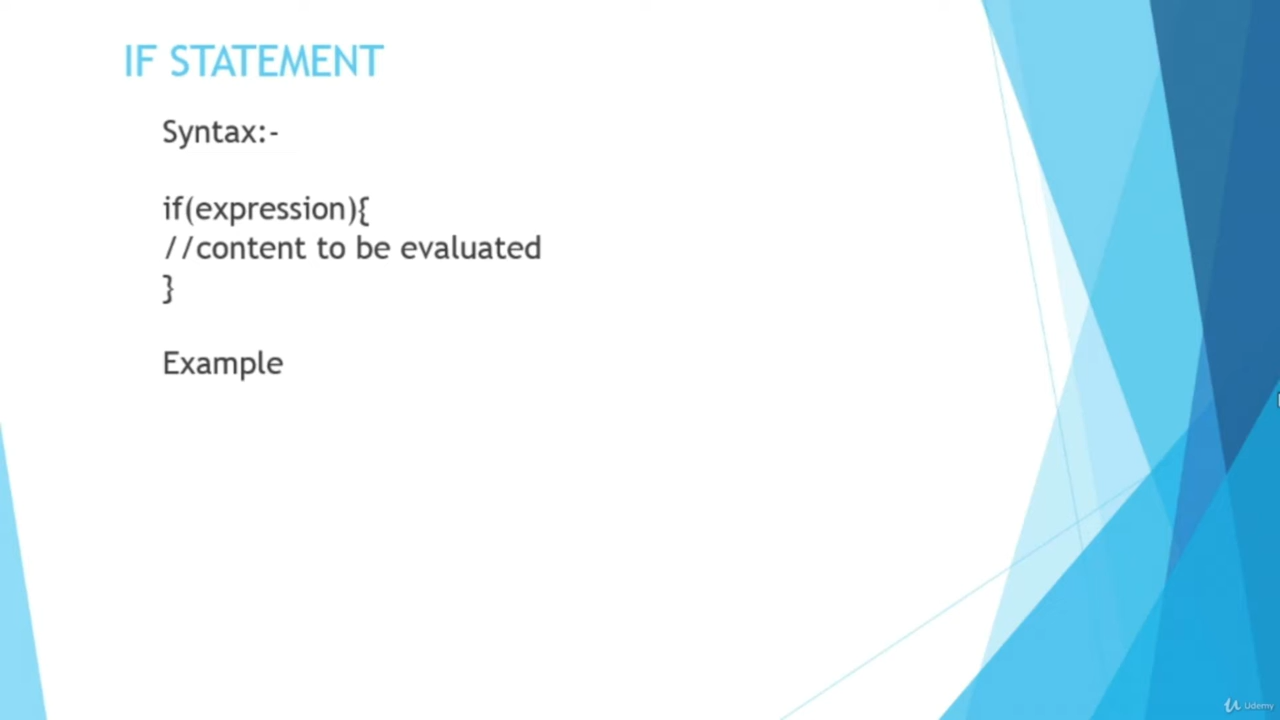 IF STATEMENT
Syntax:-
if(expression){
//content to be evaluated
}
Example
Udemy